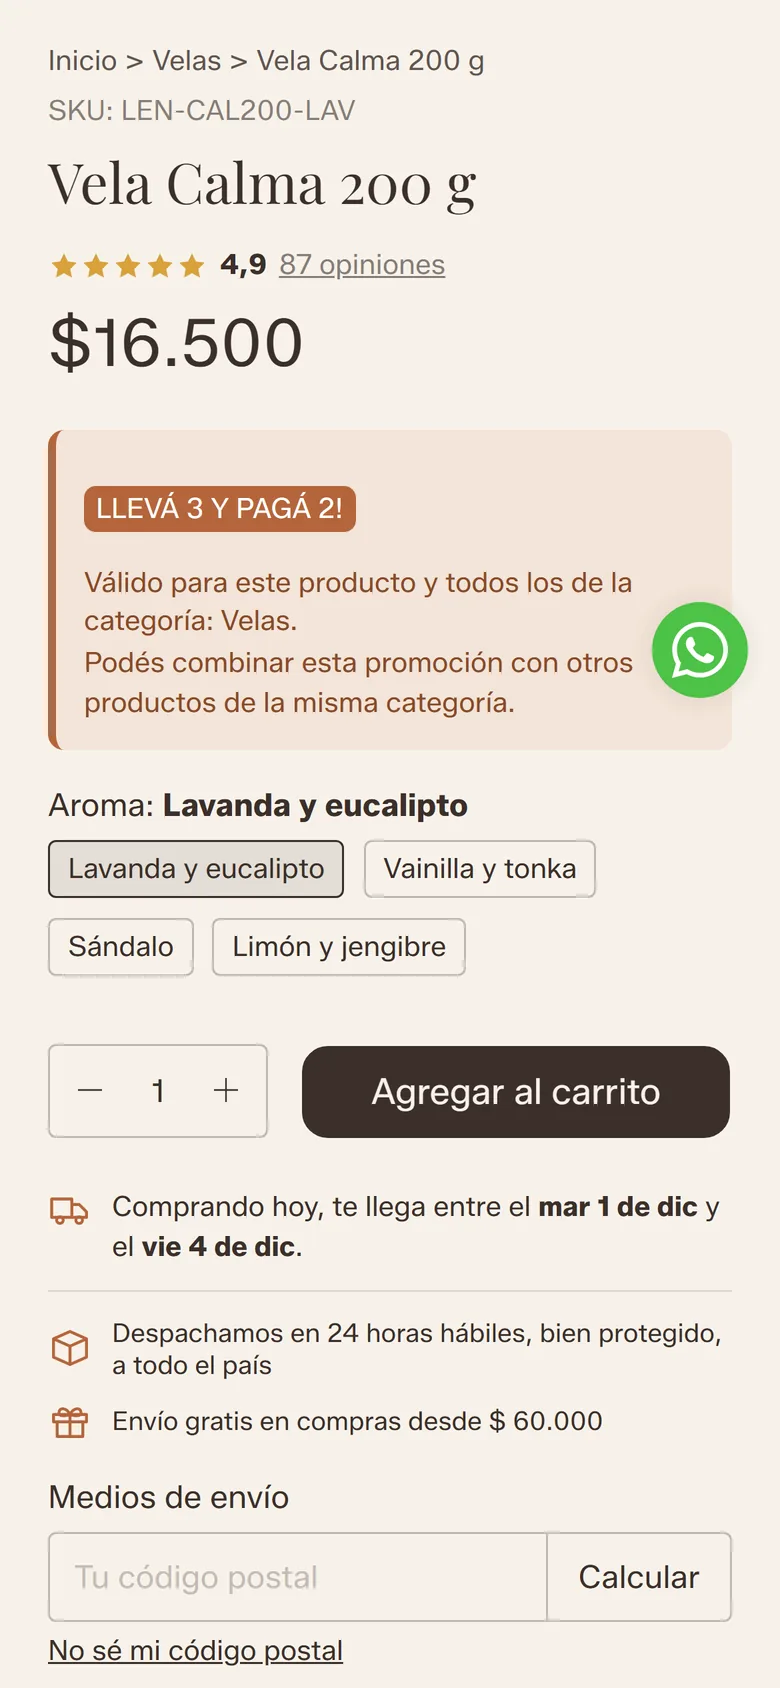 Inicio > Velas > Vela Calma 200 g
SKU: LEN-CAL200-LAV
Vela Calma 200 g
4,9 87 opiniones
$16.500
LLEVÁ 3 Y PAGÁ 2!
Válido para este producto y todos los de la
categoría: Velas.
Podés combinar esta promoción con otros
productos de la misma categoría.
Aroma: Lavanda y eucalipto
Lavanda y eucalipto Vainilla y tonka
Sándalo Limón y jengibre
— 1 + Agregar al carrito
Comprando hoy, te llega entre el mar 1 de dic y
el vie 4 de dic.
Despachamos en 24 horas hábiles, bien protegido,
a todo el país
Envío gratis en compras desde $ 60.000
Medios de envío
Tu código postal Calcular
No sé mi código postal